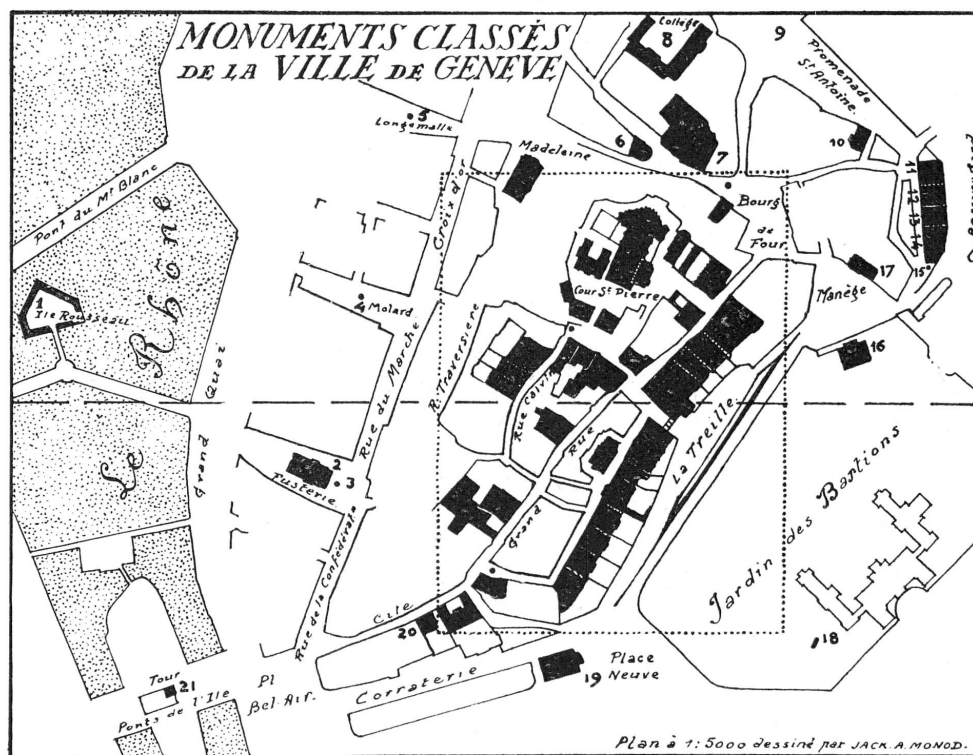 MONUMENTS CLASSÉS
DE LA VILLE DE GENÈVE
Collège
8
9
Promenade
St. Antoine
5
Longemalle
6
7
10
Madeleine
Croix d'or
Bourg
de
Four
11
12-13-14
15
17
Manège
16
Pont du Mt Blanc
Le Rhône
1
Ile Rousseau
Quai
Grand
4
Molard
Cour St. Pierre
R. Traversière
Rue du Marché
Rue Calvin
Grand
Rue
La Treille
2
Fusterie
3
Rue de la Confédération
Jardin des Bastions
18
Cité
20
19
Place
Neuve
Corraterie
Tour
21
Ponts de l'Ile
Pl
Bel-Air.
Plan à 1:5000 dessiné par JACK. A. MONOD.